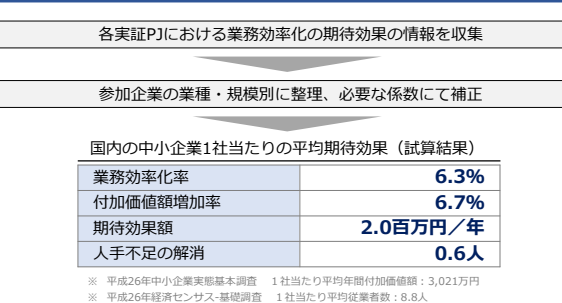 各実証PJにおける業務効率化の期待効果の情報を収集
参加企業の業種・規模別に整理、必要な係数にて補正
国内の中小企業1社当たりの平均期待効果（試算結果）
業務効率化率 6.3%
付加価値額増加率 6.7%
期待効果額 2.0百万円／年
人手不足の解消 0.6人
※ 平成26年中小企業実態基本調査 １社当たり平均年間付加価値額：3,021万円
※ 平成26年経済センサス-基礎調査 １社当たり平均従業者数：8.8人